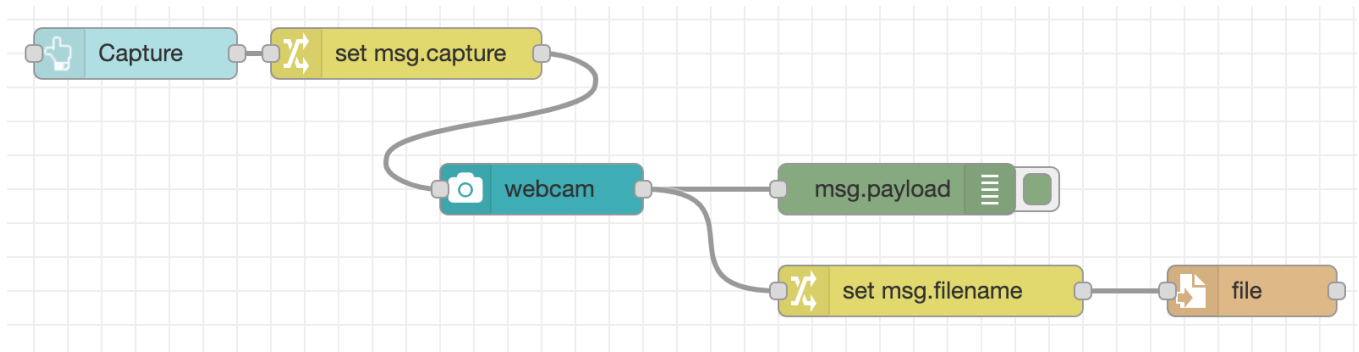 Capture
set msg.capture
webcam
msg.payload
set msg.filename
file